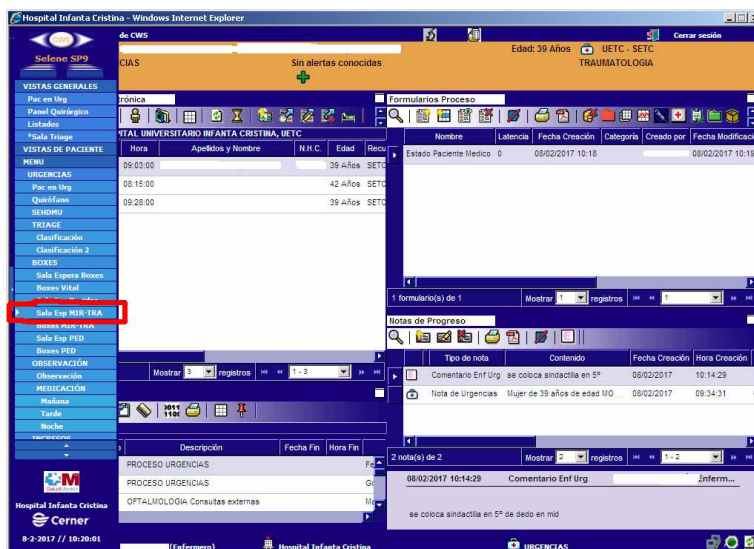 Hospital Infanta Cristina - Windows Internet Explorer
CWS
Selene SP9
de CWS
Cerrar sesión
CIAS
Sin alertas conocidas
Edad: 39 Años
UETC - SETC
TRAUMATOLOGIA
VISTAS GENERALES
Pac en Urg
Panel Quirúrgico
Listados
*Sala Triage
VISTAS DE PACIENTE
MENU
URGENCIAS
Pac en Urg
Quirófano
SEHDMU
TRIAGE
Clasificación
Clasificación 2
BOXES
Sala Espera Boxes
Boxes Vital
Sala Esp MIR-TRA
Boxes MIR-TRA
Sala Esp PED
Boxes PED
OBSERVACIÓN
Observación
MEDICACIÓN
Mañana
Tarde
Noche
INGRESOS
SaludMadrid
Hospital Infanta Cristina
Cerner
8-2-2017 // 10:20:01
trónica
PITAL UNIVERSITARIO INFANTA CRISTINA, UETC
Hora Apellidos y Nombre N.H.C. Edad Recu
09:03:00 39 Años SETC
08:15:00 42 Años SETC
09:28:00 39 Años SETC
Mostrar 3 registros 1 - 3
Descripción Fecha Fin Hora Fin
PROCESO URGENCIAS Fe
PROCESO URGENCIAS Go
OFTALMOLOGIA Consultas externas Ma
Formularios Proceso
Nombre Latencia Fecha Creación Categoría Creado por Fecha Modificació
Estado Paciente Medico 0 08/02/2017 10:18 08/02/2017 10:19
1 formulario(s) de 1 Mostrar 1 registros 1
Notas de Progreso
Tipo de nota Contenido Fecha Creación Hora Creación
Comentario Enf Urg se coloca sindactilia en 5º 08/02/2017 10:14:29
Nota de Urgencias Mujer de 39 años de edad MO 08/02/2017 09:34:31
2 nota(s) de 2 Mostrar 2 registros 1 - 2
08/02/2017 10:14:29 Comentario Enf Urg Enferm...
se coloca sindactilia en 5º de dedo en mid
(Enfermero) Hospital Infanta Cristina URGENCIAS